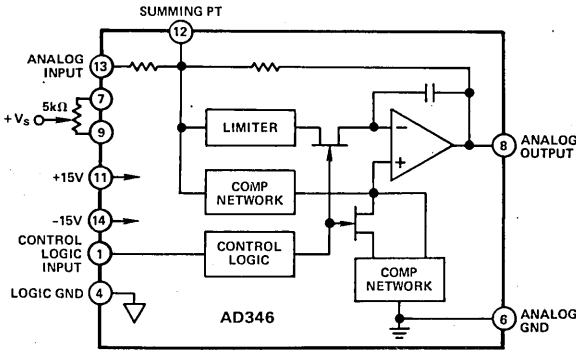 SUMMING PT
12
ANALOG
INPUT
13
7
5kΩ
+VS
9
LIMITER
−
+
8
ANALOG
OUTPUT
+15V
11
COMP
NETWORK
−15V
14
CONTROL
LOGIC
INPUT
1
CONTROL
LOGIC
COMP
NETWORK
LOGIC GND
4
AD346
6
ANALOG
GND